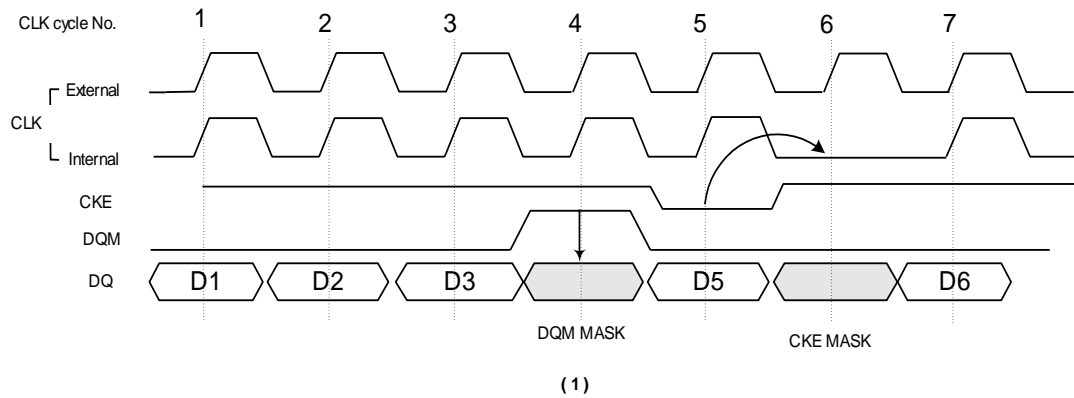 CLK cycle No. 1 2 3 4 5 6 7
External
CLK
Internal
CKE
DQM
DQ D1 D2 D3 D5 D6
DQM MASK CKE MASK
( 1 )